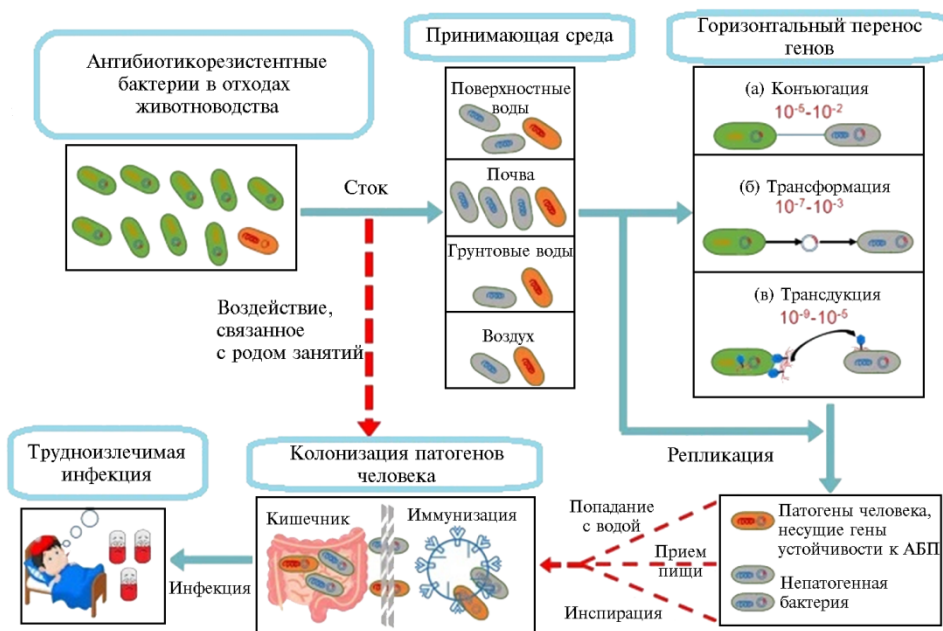 Антибиотикорезистентные
бактерии в отходах
животноводства
Сток
Воздействие,
связанное
с родом занятий
Принимающая среда
Поверхностные
воды
Почва
Грунтовые воды
Воздух
Горизонтальный перенос
генов
(а) Конъюгация
10⁻⁵-10⁻²
(б) Трансформация
10⁻⁷-10⁻³
(в) Трансдукция
10⁻⁹-10⁻⁵
Репликация
Патогены человека,
несущие гены
устойчивости к АБП
Непатогенная
бактерия
Попадание
с водой
Прием
пищи
Инспирация
Колонизация патогенов
человека
Кишечник
Иммунизация
Инфекция
Трудноизлечимая
инфекция